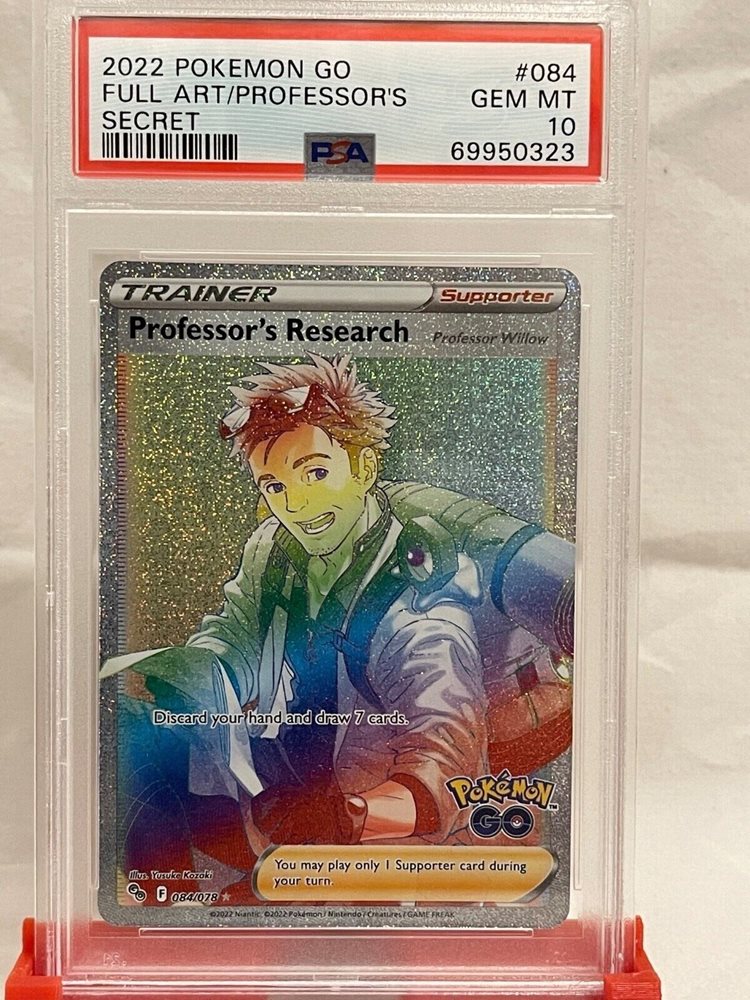 2022 POKEMON GO #084
FULL ART/PROFESSOR'S GEM MT
SECRET 10
PSA 69950323
TRAINER Supporter
Professor's Research Professor Willow
Discard your hand and draw 7 cards.
POKÉMON™
GO
You may play only 1 Supporter card during
your turn.
Illus. Yusuke Kozaki
GO F 084/078
©2022 Niantic. ©2022 Pokémon / Nintendo / Creatures / GAME FREAK